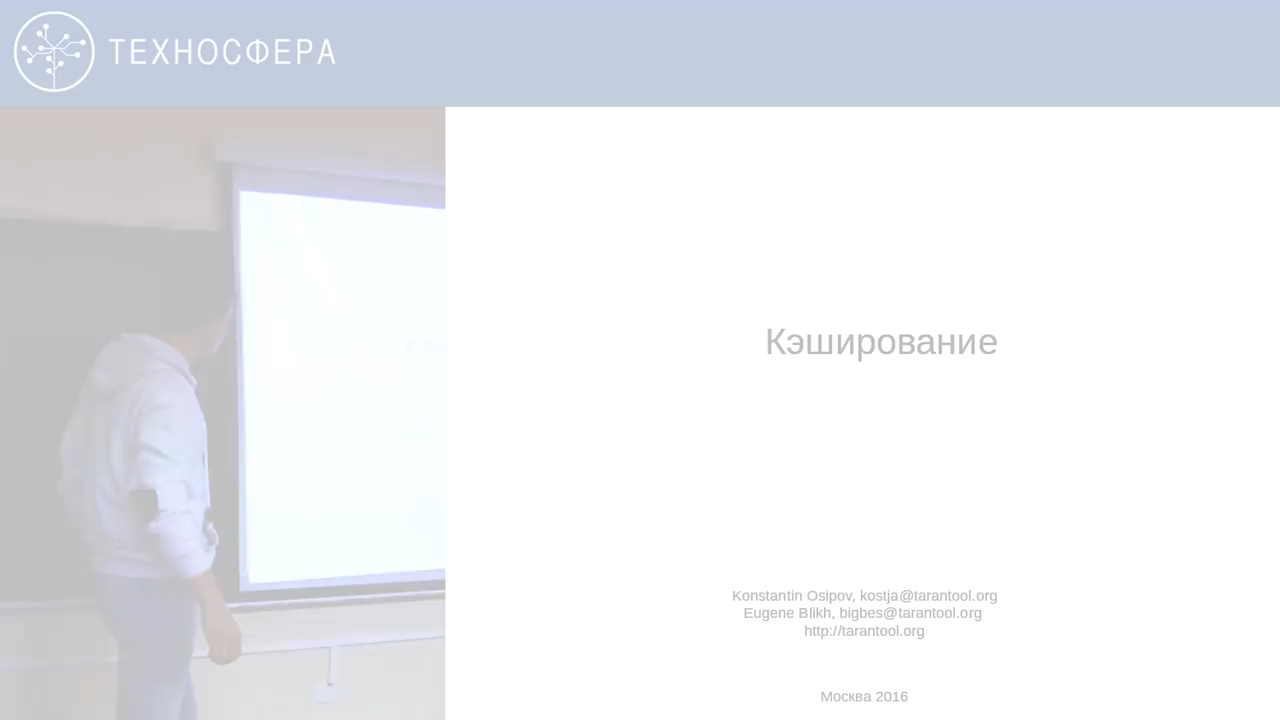 ТЕХНОСФЕРА
Кэширование
Konstantin Osipov, kostja@tarantool.org
Eugene Blikh, bigbes@tarantool.org
http://tarantool.org
Москва 2016